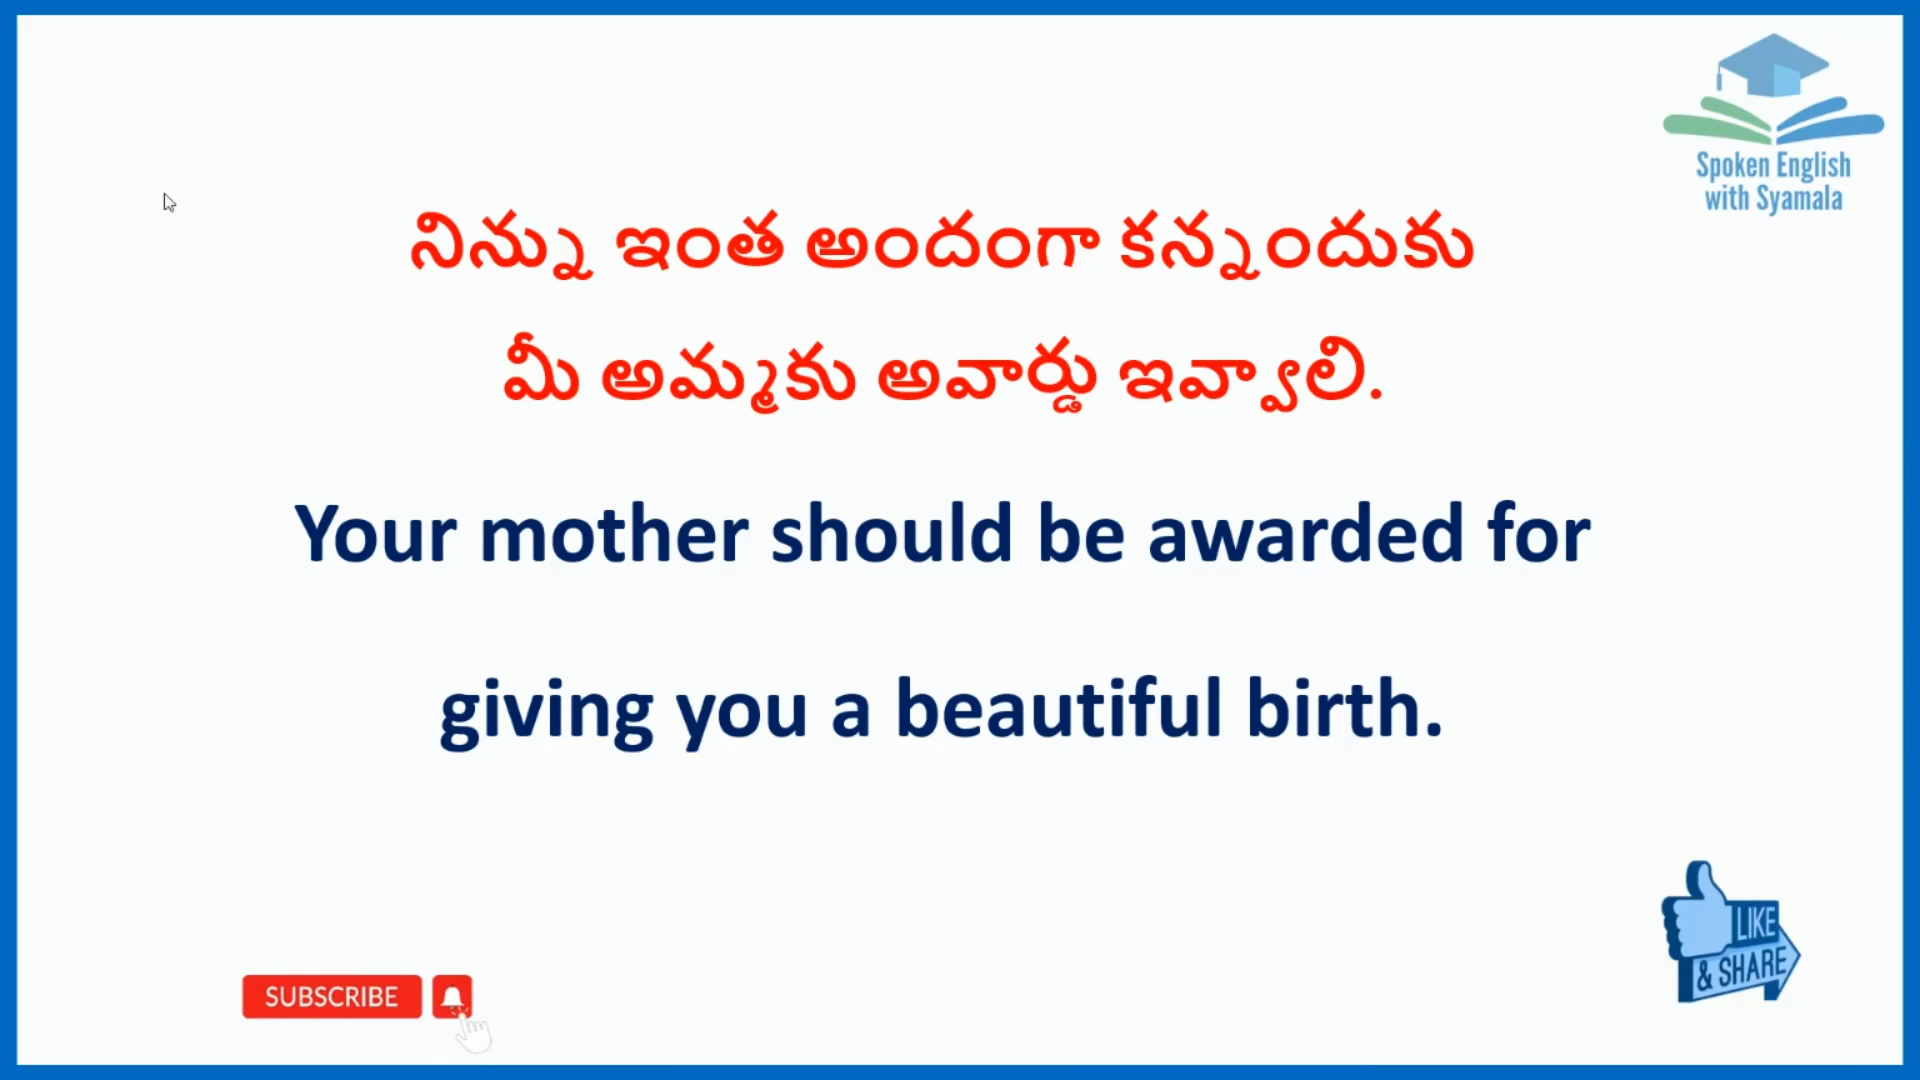 Spoken English
with Syamala
నిన్ను ఇంత అందంగా కన్నందుకు
మీ అమ్మకు అవార్డు ఇవ్వాలి.
Your mother should be awarded for
giving you a beautiful birth.
LIKE
& SHARE
SUBSCRIBE